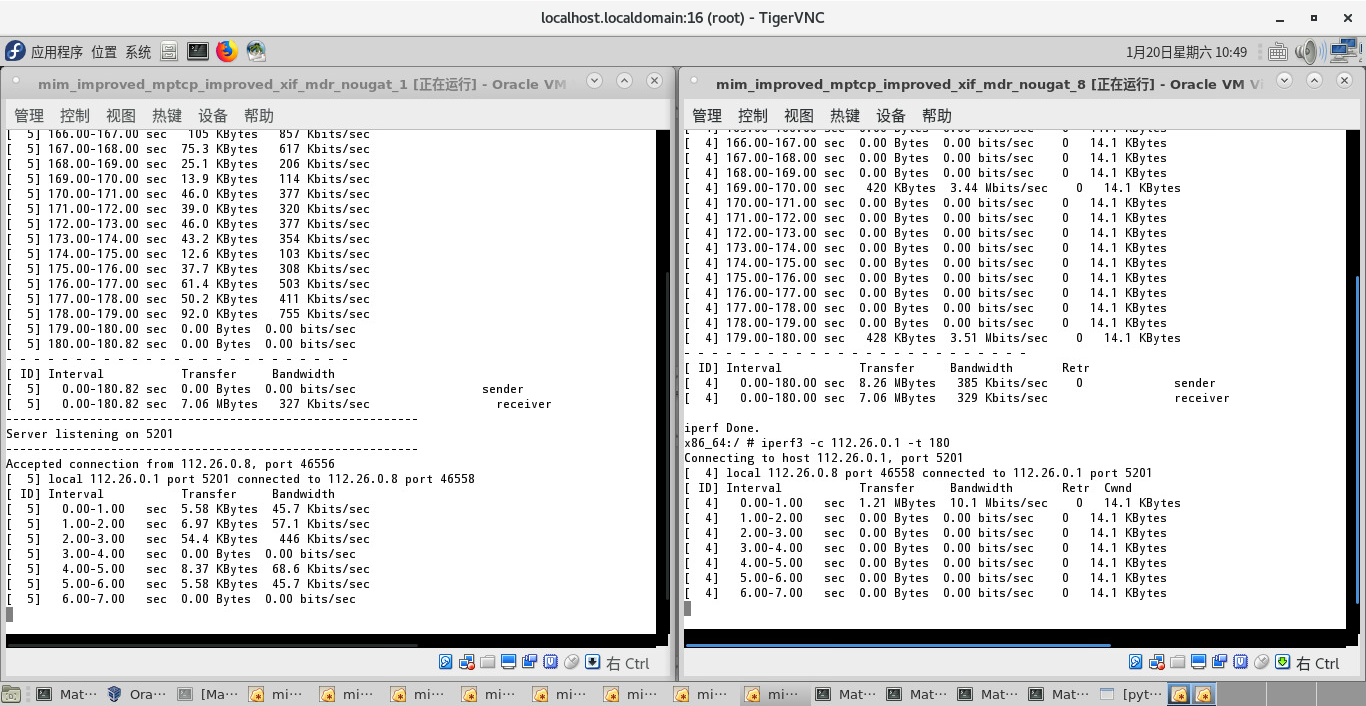 localhost.localdomain:16 (root) - TigerVNC
应用程序 位置 系统
1月20日星期六 10:49
mim_improved_mptcp_improved_xif_mdr_nougat_1 [正在运行] - Oracle VM
管理 控制 视图 热键 设备 帮助
[  5] 166.00-167.00 sec   105 KBytes   857 Kbits/sec
[  5] 167.00-168.00 sec  75.3 KBytes   617 Kbits/sec
[  5] 168.00-169.00 sec  25.1 KBytes   206 Kbits/sec
[  5] 169.00-170.00 sec  13.9 KBytes   114 Kbits/sec
[  5] 170.00-171.00 sec  46.0 KBytes   377 Kbits/sec
[  5] 171.00-172.00 sec  39.0 KBytes   320 Kbits/sec
[  5] 172.00-173.00 sec  46.0 KBytes   377 Kbits/sec
[  5] 173.00-174.00 sec  43.2 KBytes   354 Kbits/sec
[  5] 174.00-175.00 sec  12.6 KBytes   103 Kbits/sec
[  5] 175.00-176.00 sec  37.7 KBytes   308 Kbits/sec
[  5] 176.00-177.00 sec  61.4 KBytes   503 Kbits/sec
[  5] 177.00-178.00 sec  50.2 KBytes   411 Kbits/sec
[  5] 178.00-179.00 sec  92.0 KBytes   755 Kbits/sec
[  5] 179.00-180.00 sec  0.00 Bytes  0.00 bits/sec
[  5] 180.00-180.82 sec  0.00 Bytes  0.00 bits/sec
- - - - - - - - - - - - - - - - - - - - - - - - -
[ ID] Interval           Transfer     Bandwidth
[  5]   0.00-180.82 sec  0.00 Bytes  0.00 bits/sec                  sender
[  5]   0.00-180.82 sec  7.06 MBytes   327 Kbits/sec                  receiver
-----------------------------------------------------------
Server listening on 5201
-----------------------------------------------------------
Accepted connection from 112.26.0.8, port 46556
[  5] local 112.26.0.1 port 5201 connected to 112.26.0.8 port 46558
[ ID] Interval           Transfer     Bandwidth
[  5]   0.00-1.00   sec  5.58 KBytes  45.7 Kbits/sec
[  5]   1.00-2.00   sec  6.97 KBytes  57.1 Kbits/sec
[  5]   2.00-3.00   sec  54.4 KBytes   446 Kbits/sec
[  5]   3.00-4.00   sec  0.00 Bytes  0.00 bits/sec
[  5]   4.00-5.00   sec  8.37 KBytes  68.6 Kbits/sec
[  5]   5.00-6.00   sec  5.58 KBytes  45.7 Kbits/sec
[  5]   6.00-7.00   sec  0.00 Bytes  0.00 bits/sec
右 Ctrl
mim_improved_mptcp_improved_xif_mdr_nougat_8 [正在运行] - Oracle VM Vi
管理 控制 视图 热键 设备 帮助
[  4] 166.00-167.00 sec  0.00 Bytes  0.00 bits/sec    0   14.1 KBytes
[  4] 167.00-168.00 sec  0.00 Bytes  0.00 bits/sec    0   14.1 KBytes
[  4] 168.00-169.00 sec  0.00 Bytes  0.00 bits/sec    0   14.1 KBytes
[  4] 169.00-170.00 sec   420 KBytes  3.44 Mbits/sec    0   14.1 KBytes
[  4] 170.00-171.00 sec  0.00 Bytes  0.00 bits/sec    0   14.1 KBytes
[  4] 171.00-172.00 sec  0.00 Bytes  0.00 bits/sec    0   14.1 KBytes
[  4] 172.00-173.00 sec  0.00 Bytes  0.00 bits/sec    0   14.1 KBytes
[  4] 173.00-174.00 sec  0.00 Bytes  0.00 bits/sec    0   14.1 KBytes
[  4] 174.00-175.00 sec  0.00 Bytes  0.00 bits/sec    0   14.1 KBytes
[  4] 175.00-176.00 sec  0.00 Bytes  0.00 bits/sec    0   14.1 KBytes
[  4] 176.00-177.00 sec  0.00 Bytes  0.00 bits/sec    0   14.1 KBytes
[  4] 177.00-178.00 sec  0.00 Bytes  0.00 bits/sec    0   14.1 KBytes
[  4] 178.00-179.00 sec  0.00 Bytes  0.00 bits/sec    0   14.1 KBytes
[  4] 179.00-180.00 sec   428 KBytes  3.51 Mbits/sec    0   14.1 KBytes
- - - - - - - - - - - - - - - - - - - - - - - - -
[ ID] Interval           Transfer     Bandwidth       Retr
[  4]   0.00-180.00 sec  8.26 MBytes   385 Kbits/sec    0             sender
[  4]   0.00-180.00 sec  7.06 MBytes   329 Kbits/sec                  receiver
iperf Done.
x86_64:/ # iperf3 -c 112.26.0.1 -t 180
Connecting to host 112.26.0.1, port 5201
[  4] local 112.26.0.8 port 46558 connected to 112.26.0.1 port 5201
[ ID] Interval           Transfer     Bandwidth       Retr  Cwnd
[  4]   0.00-1.00   sec  1.21 MBytes  10.1 Mbits/sec    0   14.1 KBytes
[  4]   1.00-2.00   sec  0.00 Bytes  0.00 bits/sec    0   14.1 KBytes
[  4]   2.00-3.00   sec  0.00 Bytes  0.00 bits/sec    0   14.1 KBytes
[  4]   3.00-4.00   sec  0.00 Bytes  0.00 bits/sec    0   14.1 KBytes
[  4]   4.00-5.00   sec  0.00 Bytes  0.00 bits/sec    0   14.1 KBytes
[  4]   5.00-6.00   sec  0.00 Bytes  0.00 bits/sec    0   14.1 KBytes
[  4]   6.00-7.00   sec  0.00 Bytes  0.00 bits/sec    0   14.1 KBytes
右 Ctrl
Mat··· Ora··· [Ma··· mi··· mi··· mi··· mi··· mi··· mi··· mi··· mi··· Mat··· Mat··· Mat··· Mat··· [pyt···